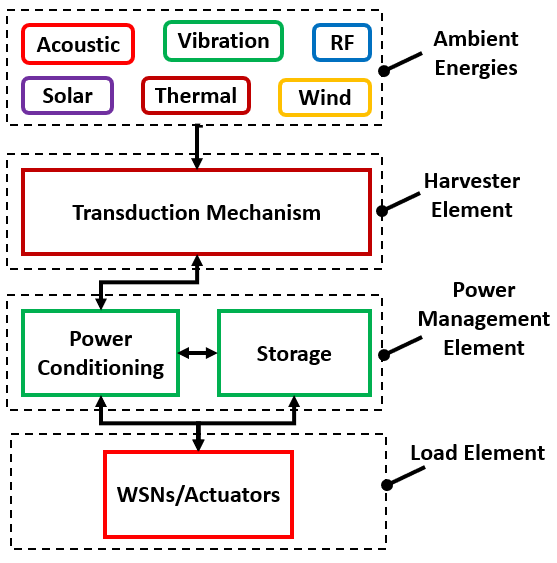 Acoustic
Vibration
RF
Solar
Thermal
Wind
Ambient
Energies
Transduction Mechanism
Harvester
Element
Power
Conditioning
Storage
Power
Management
Element
WSNs/Actuators
Load Element